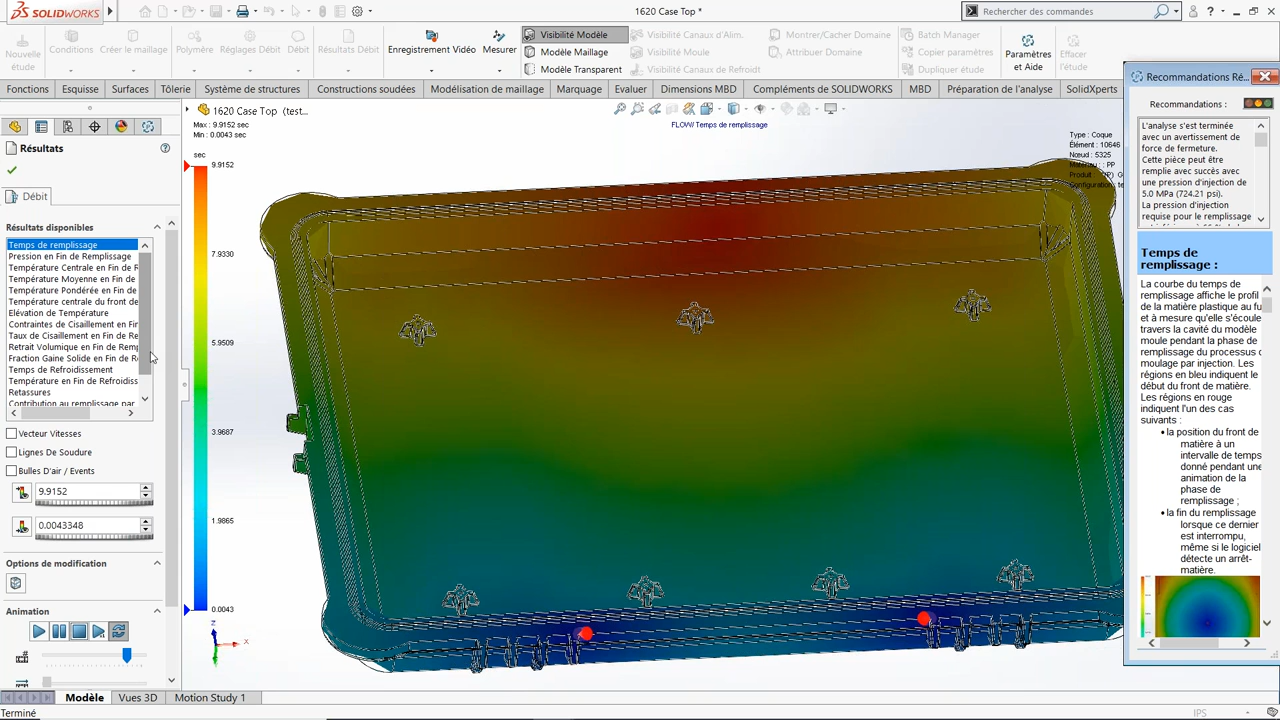 SOLIDWORKS
1620 Case Top *
Rechercher des commandes
Nouvelle étude
Conditions
Créer le maillage
Polymère
Réglages Débit
Débit
Résultats Débit
Enregistrement Vidéo
Mesurer
Visibilité Modèle
Modèle Maillage
Modèle Transparent
Visibilité Canaux d'Alim.
Visibilité Moule
Visibilité Canaux de Refroidt
Montrer/Cacher Domaine
Attribuer Domaine
Batch Manager
Copier paramètres
Dupliquer étude
Paramètres et Aide
Effacer l'étude
Fonctions
Esquisse
Surfaces
Tôlerie
Système de structures
Constructions soudées
Modélisation de maillage
Marquage
Evaluer
Dimensions MBD
Compléments de SOLIDWORKS
MBD
Préparation de l'analyse
SolidXperts
Résultats
Débit
Résultats disponibles
Temps de remplissage
Pression en Fin de Remplissage
Température Centrale en Fin de R
Température Moyenne en Fin de
Température Pondérée en Fin de
Température centrale du front de
Elévation de Température
Contraintes de Cisaillement en Fin
Taux de Cisaillement en Fin de Re
Retrait Volumique en Fin de Remp
Fraction Gaine Solide en Fin de R
Temps de Refroidissement
Température en Fin de Refroidiss
Retassures
Contribution au remplissage par
Vecteur Vitesses
Lignes De Soudure
Bulles D'air / Events
9.9152
0.0043348
Options de modification
Animation
1620 Case Top (test...
Max : 9.9152 sec
Min : 0.0043 sec
sec
9.9152
7.9330
5.9509
3.9687
1.9865
0.0043
FLOW Temps de remplissage
Type : Coque
Élément : 10646
Nœud : 5325
Matériau : : PP
Produit :
Configuration :
z
x
Recommandations Ré...
Recommandations :
L'analyse s'est terminée
avec un avertissement de
force de fermeture.
Cette pièce peut être
remplie avec succès avec
une pression d'injection de
5.0 MPa (724.21 psi).
La pression d'injection
requise pour le remplissage
Temps de
remplissage :
La courbe du temps de
remplissage affiche le profil
de la matière plastique au fu
et à mesure qu'elle s'écoule
travers la cavité du modèle
moule pendant la phase de
remplissage du processus c
moulage par injection. Les
régions en bleu indiquent le
début du front de matière.
Les régions en rouge
indiquent l'un des cas
suivants :
• la position du front de
matière à un
intervalle de temps
donné pendant une
animation de la
phase de
remplissage ;
• la fin du remplissage
lorsque ce dernier
est interrompu,
même si le logiciel
détecte un arrêt-
matière.
Modèle
Vues 3D
Motion Study 1
Terminé
IPS